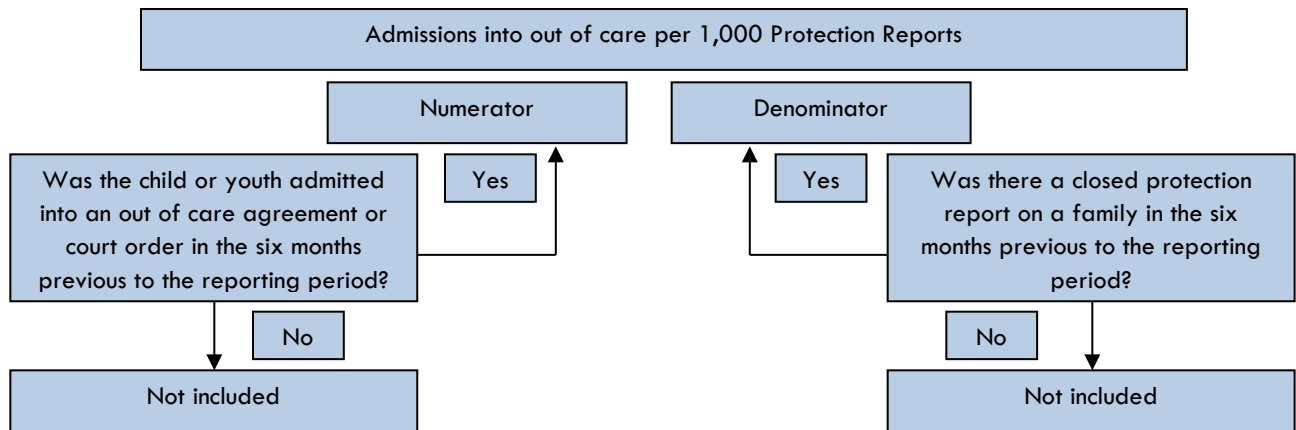 Admissions into out of care per 1,000 Protection Reports
Numerator
Denominator
Was the child or youth admitted
into an out of care agreement or
court order in the six months
previous to the reporting period?
Yes
Yes
Was there a closed protection
report on a family in the six
months previous to the reporting
period?
No
No
Not included
Not included